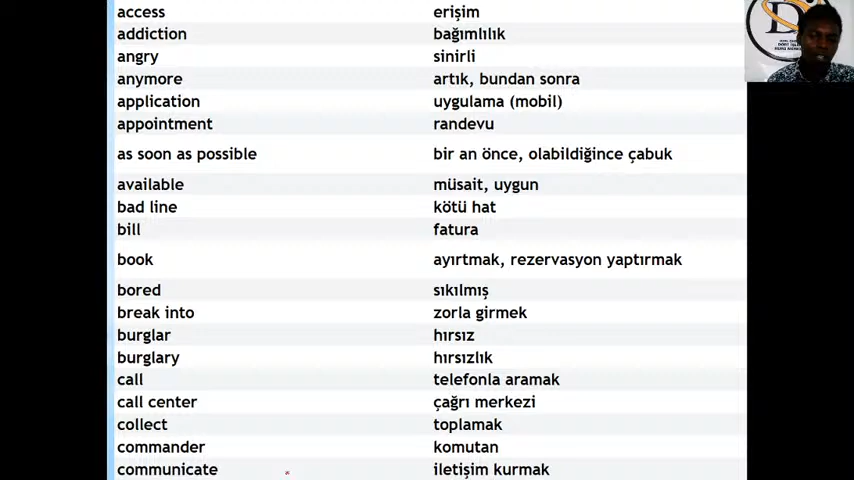 access erişim
addiction bağımlılık
angry sinirli
anymore artık, bundan sonra
application uygulama (mobil)
appointment randevu
as soon as possible bir an önce, olabildiğince çabuk
available müsait, uygun
bad line kötü hat
bill fatura
book ayırtmak, rezervasyon yaptırmak
bored sıkılmış
break into zorla girmek
burglar hırsız
burglary hırsızlık
call telefonla aramak
call center çağrı merkezi
collect toplamak
commander komutan
communicate iletişim kurmak